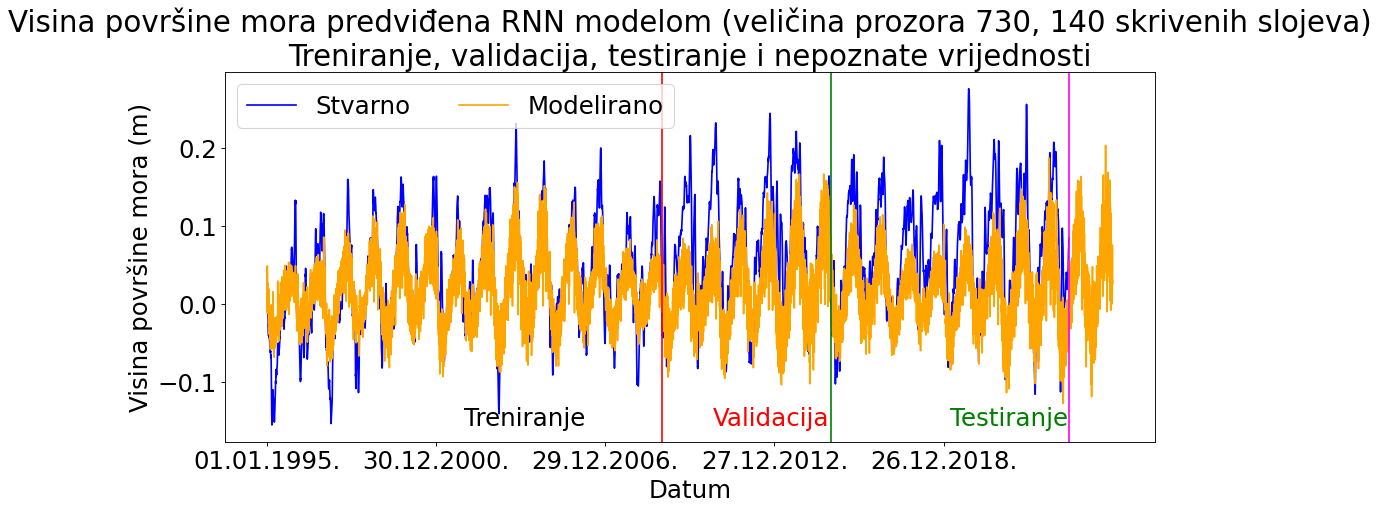 Visina površine mora predviđena RNN modelom (veličina prozora 730, 140 skrivenih slojeva)
Treniranje, validacija, testiranje i nepoznate vrijednosti
Stvarno
Modelirano
Visina površine mora (m)
0.2
0.1
0.0
−0.1
Treniranje
Validacija
Testiranje
01.01.1995.
30.12.2000.
29.12.2006.
27.12.2012.
26.12.2018.
Datum